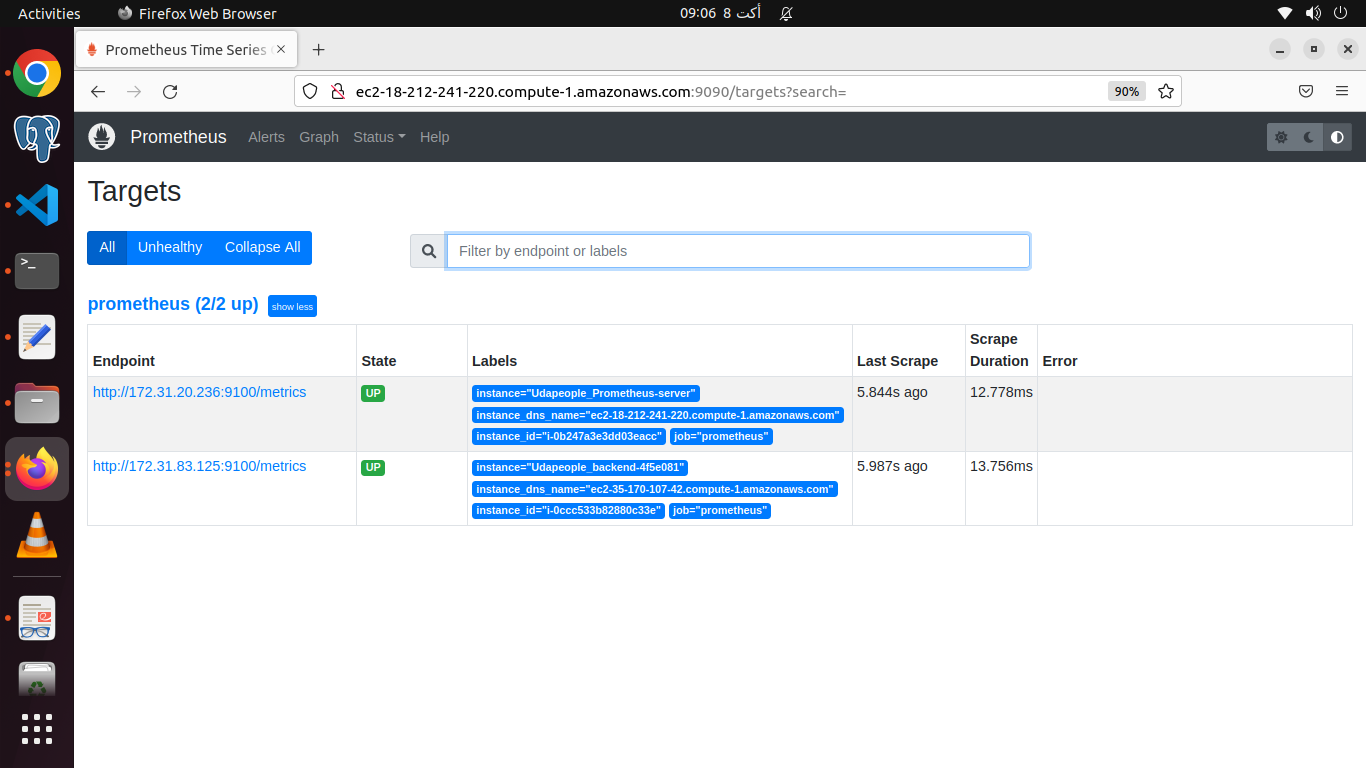 Activities
Firefox Web Browser
09:06 8 أكت
Prometheus Time Series
ec2-18-212-241-220.compute-1.amazonaws.com:9090/targets?search=
90%
Prometheus
Alerts
Graph
Status
Help
Targets
All
Unhealthy
Collapse All
Filter by endpoint or labels
prometheus (2/2 up)
show less
Endpoint
State
Labels
Last Scrape
Scrape
Duration
Error
http://172.31.20.236:9100/metrics
UP
instance="Udapeople_Prometheus-server"
instance_dns_name="ec2-18-212-241-220.compute-1.amazonaws.com"
instance_id="i-0b247a3e3dd03eacc" job="prometheus"
5.844s ago
12.778ms
http://172.31.83.125:9100/metrics
UP
instance="Udapeople_backend-4f5e081"
instance_dns_name="ec2-35-170-107-42.compute-1.amazonaws.com"
instance_id="i-0ccc533b82880c33e" job="prometheus"
5.987s ago
13.756ms